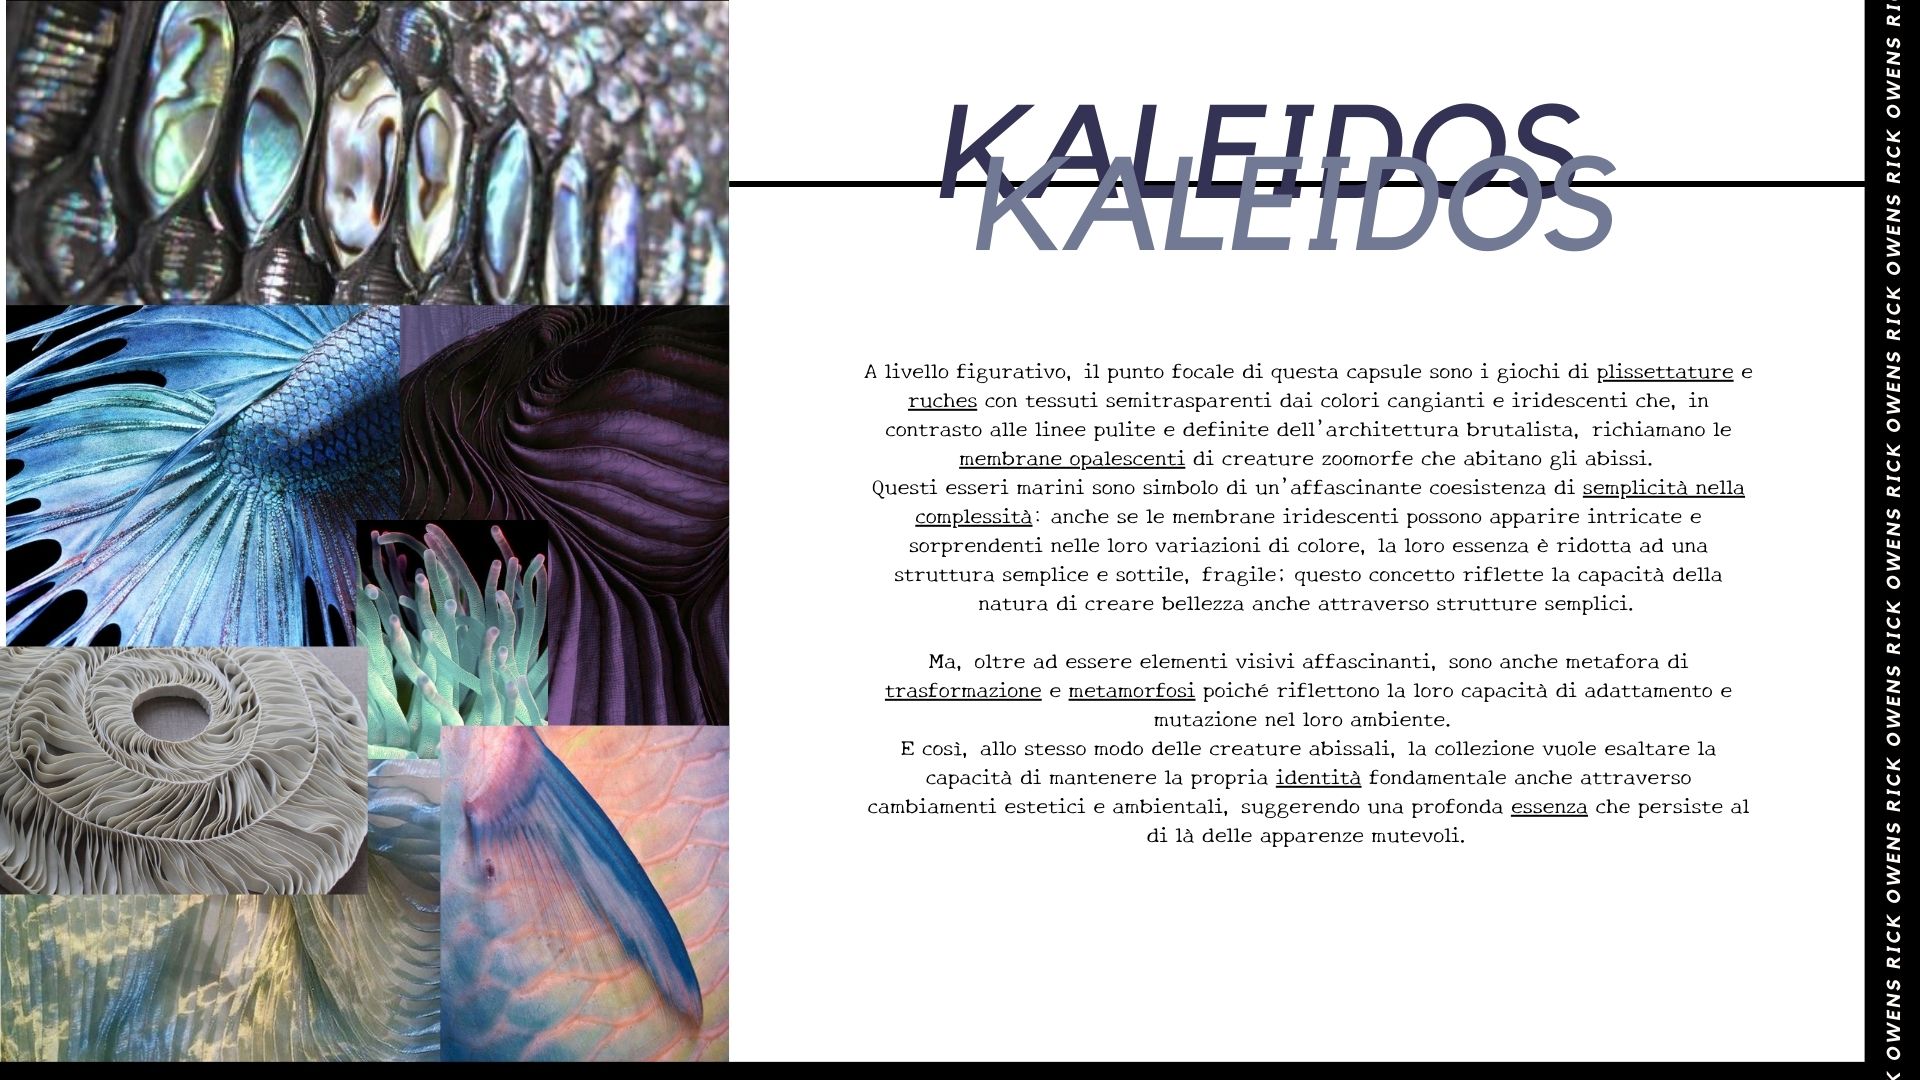 KALEIDOS
KALEIDOS
A livello figurativo, il punto focale di questa capsule sono i giochi di plissettature e
ruches con tessuti semitrasparenti dai colori cangianti e iridescenti che, in
contrasto alle linee pulite e definite dell'architettura brutalista, richiamano le
membrane opalescenti di creature zoomorfe che abitano gli abissi.
Questi esseri marini sono simbolo di un'affascinante coesistenza di semplicità nella
complessità: anche se le membrane iridescenti possono apparire intricate e
sorprendenti nelle loro variazioni di colore, la loro essenza è ridotta ad una
struttura semplice e sottile, fragile; questo concetto riflette la capacità della
natura di creare bellezza anche attraverso strutture semplici.
Ma, oltre ad essere elementi visivi affascinanti, sono anche metafora di
trasformazione e metamorfosi poiché riflettono la loro capacità di adattamento e
mutazione nel loro ambiente.
E così, allo stesso modo delle creature abissali, la collezione vuole esaltare la
capacità di mantenere la propria identità fondamentale anche attraverso
cambiamenti estetici e ambientali, suggerendo una profonda essenza che persiste al
di là delle apparenze mutevoli.
K OWENS RICK OWENS RICK OWENS RICK OWENS RICK OWENS RICK OWENS RICK OWENS RICK OWENS RI